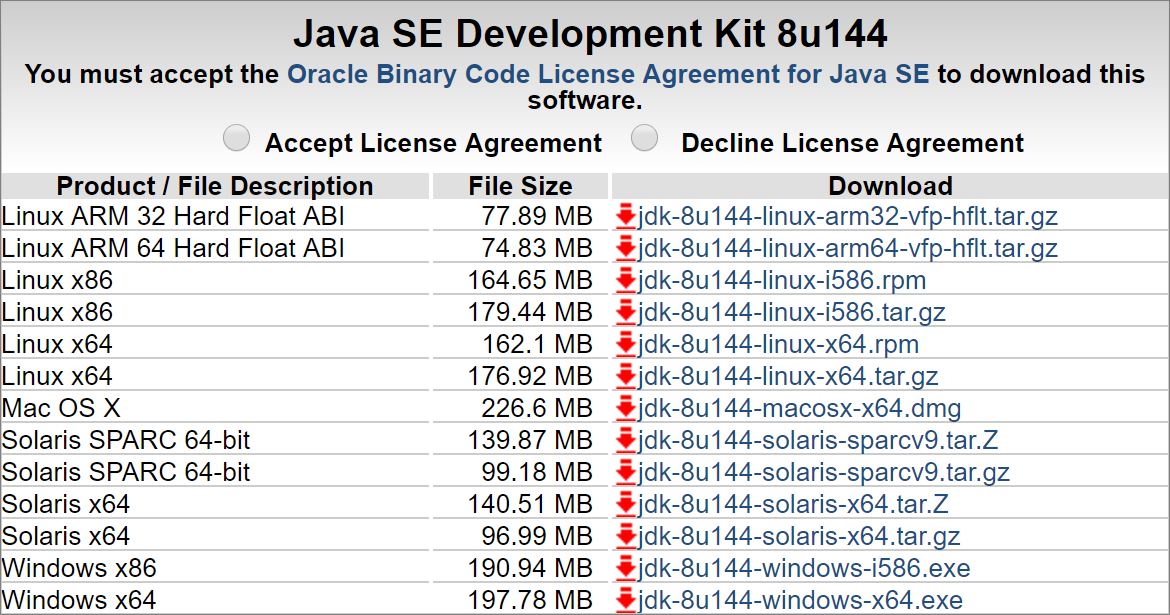 Java SE Development Kit 8u144
You must accept the Oracle Binary Code License Agreement for Java SE to download this
software.
Accept License Agreement Decline License Agreement
Product / File Description File Size Download
Linux ARM 32 Hard Float ABI 77.89 MB jdk-8u144-linux-arm32-vfp-hflt.tar.gz
Linux ARM 64 Hard Float ABI 74.83 MB jdk-8u144-linux-arm64-vfp-hflt.tar.gz
Linux x86 164.65 MB jdk-8u144-linux-i586.rpm
Linux x86 179.44 MB jdk-8u144-linux-i586.tar.gz
Linux x64 162.1 MB jdk-8u144-linux-x64.rpm
Linux x64 176.92 MB jdk-8u144-linux-x64.tar.gz
Mac OS X 226.6 MB jdk-8u144-macosx-x64.dmg
Solaris SPARC 64-bit 139.87 MB jdk-8u144-solaris-sparcv9.tar.Z
Solaris SPARC 64-bit 99.18 MB jdk-8u144-solaris-sparcv9.tar.gz
Solaris x64 140.51 MB jdk-8u144-solaris-x64.tar.Z
Solaris x64 96.99 MB jdk-8u144-solaris-x64.tar.gz
Windows x86 190.94 MB jdk-8u144-windows-i586.exe
Windows x64 197.78 MB jdk-8u144-windows-x64.exe